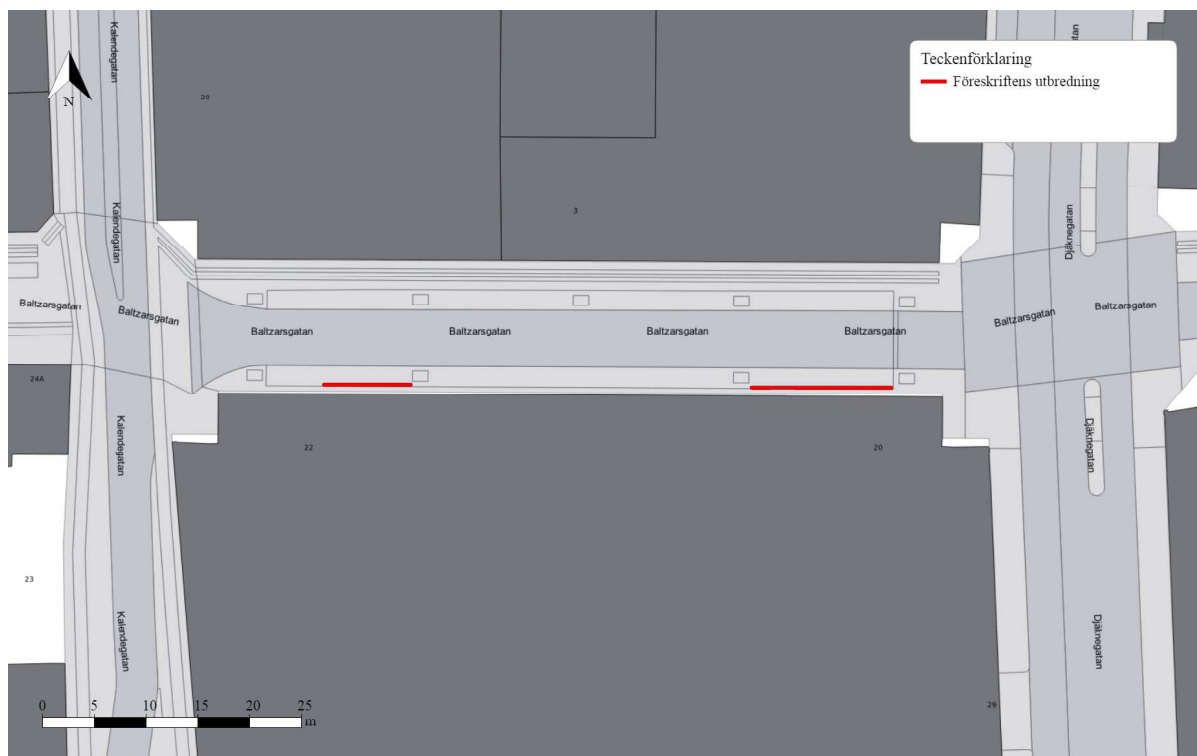 Kalendegatan
Djäknegatan
Teckenförklaring
Föreskriftens utbredning
N
30
3
Kalendegatan
Djäknegatan
Baltzarsgatan
Baltzarsgatan
Baltzarsgatan
Baltzarsgatan
Baltzarsgatan
Baltzarsgatan
Baltzarsgatan
Baltzarsgatan
24A
Kalendegatan
Djäknegatan
22
20
23
Kalendegatan
Djäknegatan
29
0 5 10 15 20 25
m